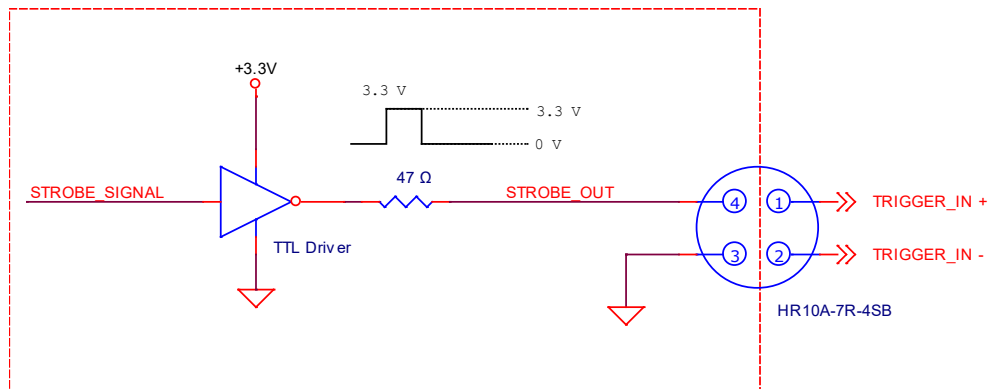 +3.3V
3.3 V
3.3 V
0 V
STROBE_SIGNAL
47 Ω
STROBE_OUT
4
1
TRIGGER_IN +
TTL Driver
3
2
TRIGGER_IN -
HR10A-7R-4SB